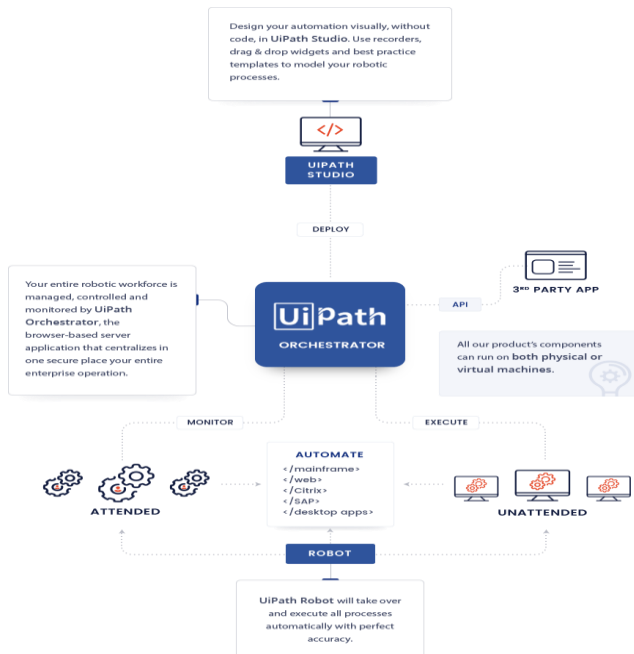 Design your automation visually, without
code, in UiPath Studio. Use recorders,
drag & drop widgets and best practice
templates to model your robotic
processes.
</>
UIPATH
STUDIO
DEPLOY
3RD PARTY APP
API
Your entire robotic workforce is
managed, controlled and
monitored by UiPath
Orchestrator, the
browser-based server
application that centralizes in
one secure place your entire
enterprise operation.
UiPath
ORCHESTRATOR
All our product's components
can run on both physical or
virtual machines.
MONITOR
EXECUTE
ATTENDED
AUTOMATE
</mainframe>
</web>
</Citrix>
</SAP>
</desktop apps>
UNATTENDED
ROBOT
UiPath Robot will take over
and execute all processes
automatically with perfect
accuracy.